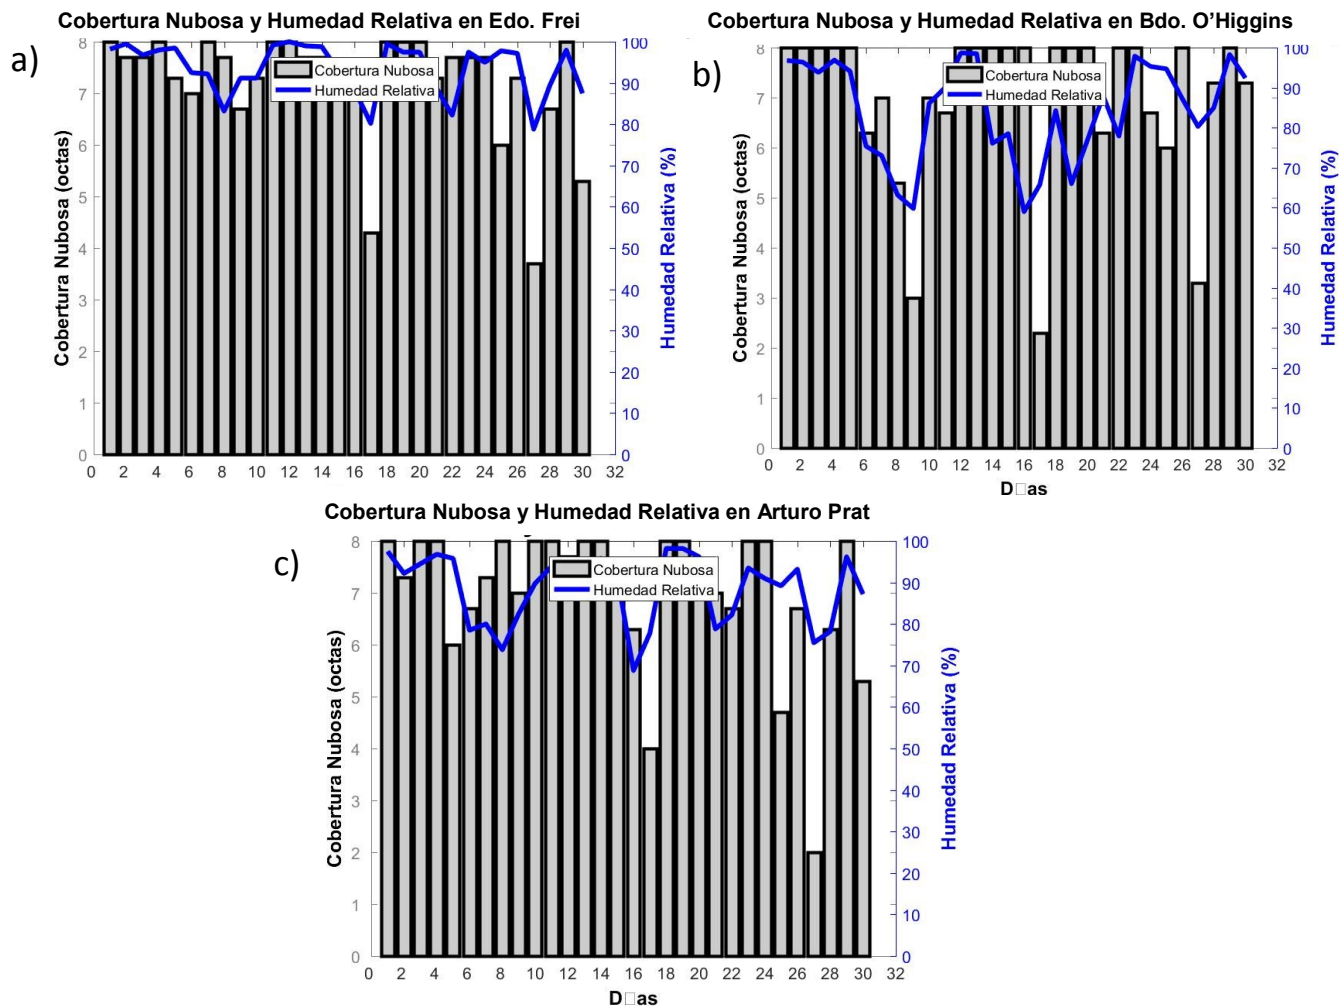 Cobertura Nubosa y Humedad Relativa en Edo. Frei
a)
Cobertura Nubosa (octas)
8
7
6
5
4
3
2
1
0
Cobertura Nubosa
Humedad Relativa
100
90
80
70
60
50
40
30
20
10
0
Humedad Relativa (%)
0 2 4 6 8 10 12 14 16 18 20 22 24 26 28 30 32
Cobertura Nubosa y Humedad Relativa en Bdo. O’Higgins
b)
Cobertura Nubosa (octas)
8
7
6
5
4
3
2
1
0
Cobertura Nubosa
Humedad Relativa
100
90
80
70
60
50
40
30
20
10
0
Humedad Relativa (%)
0 2 4 6 8 10 12 14 16 18 20 22 24 26 28 30 32
D□as
Cobertura Nubosa y Humedad Relativa en Arturo Prat
c)
Cobertura Nubosa (octas)
8
7
6
5
4
3
2
1
0
Cobertura Nubosa
Humedad Relativa
100
90
80
70
60
50
40
30
20
10
0
Humedad Relativa (%)
0 2 4 6 8 10 12 14 16 18 20 22 24 26 28 30 32
D□as